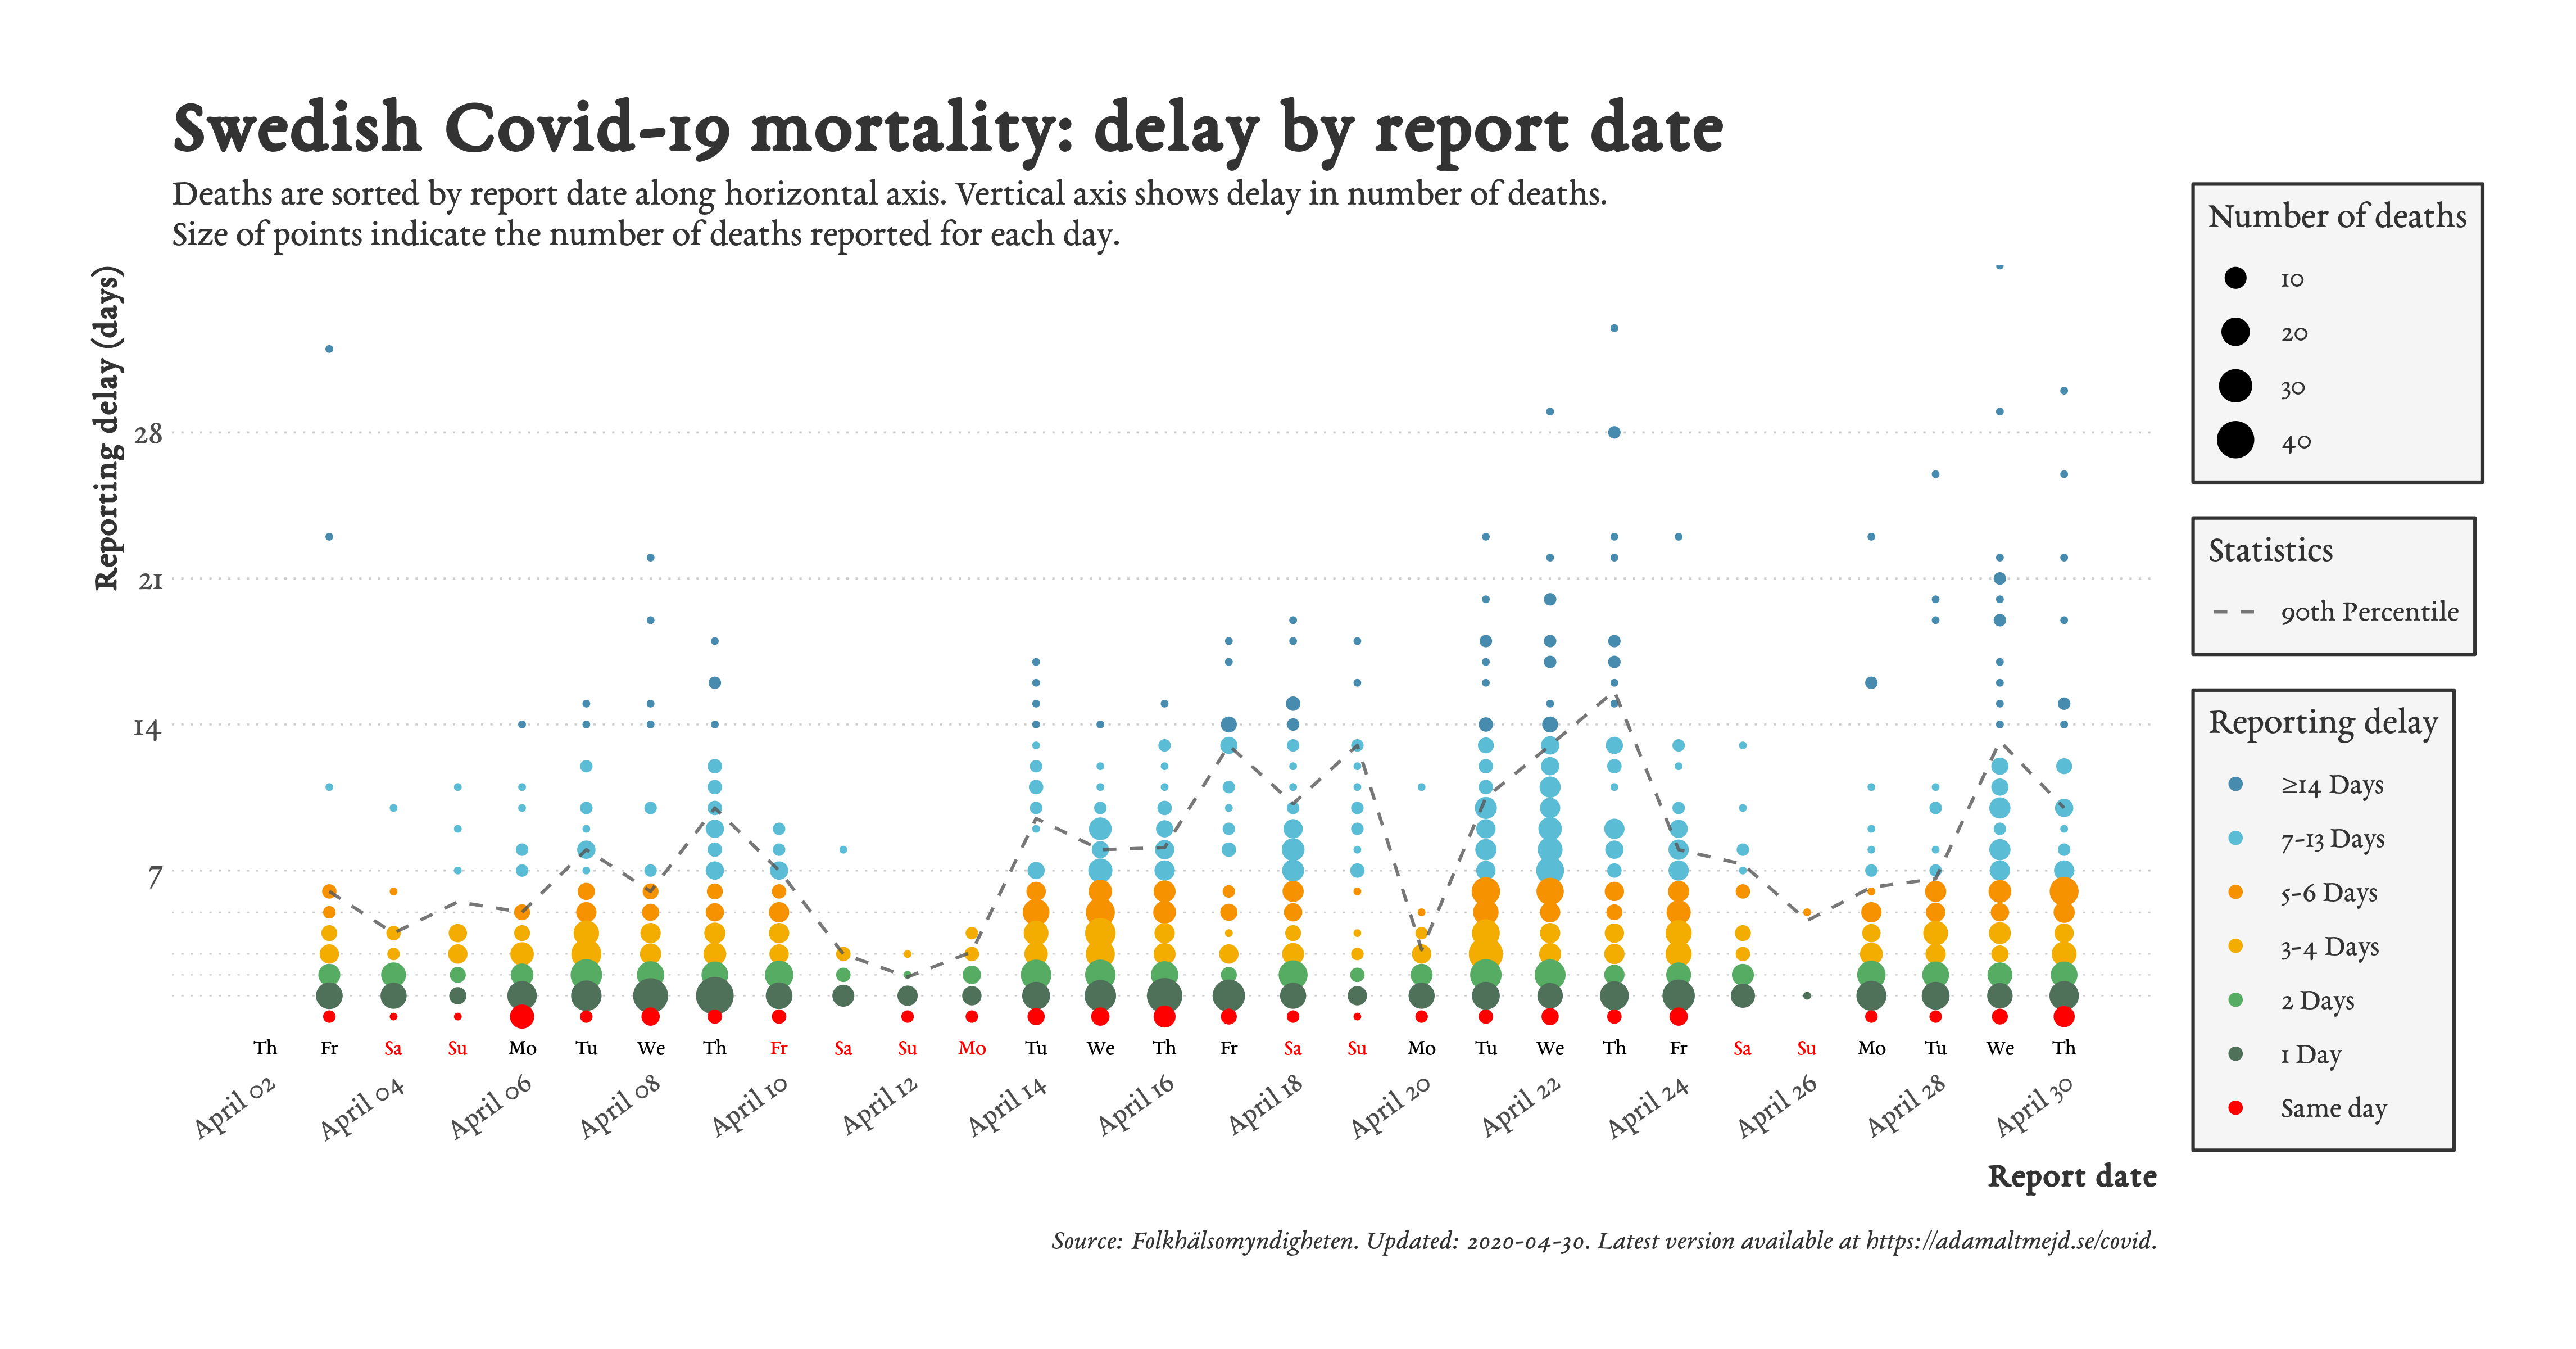 Swedish Covid-19 mortality: delay by report date
Deaths are sorted by report date along horizontal axis. Vertical axis shows delay in number of deaths.
Size of points indicate the number of deaths reported for each day.
Reporting delay (days)
28
21
14
7
Th Fr Sa Su Mo Tu We Th Fr Sa Su Mo Tu We Th Fr Sa Su Mo Tu We Th Fr Sa Su Mo Tu We Th
April 02 April 04 April 06 April 08 April 10 April 12 April 14 April 16 April 18 April 20 April 22 April 24 April 26 April 28 April 30
Report date
Number of deaths
10
20
30
40
Statistics
90th Percentile
Reporting delay
≥14 Days
7-13 Days
5-6 Days
3-4 Days
2 Days
1 Day
Same day
Source: Folkhälsomyndigheten. Updated: 2020-04-30. Latest version available at https://adamaltmejd.se/covid.